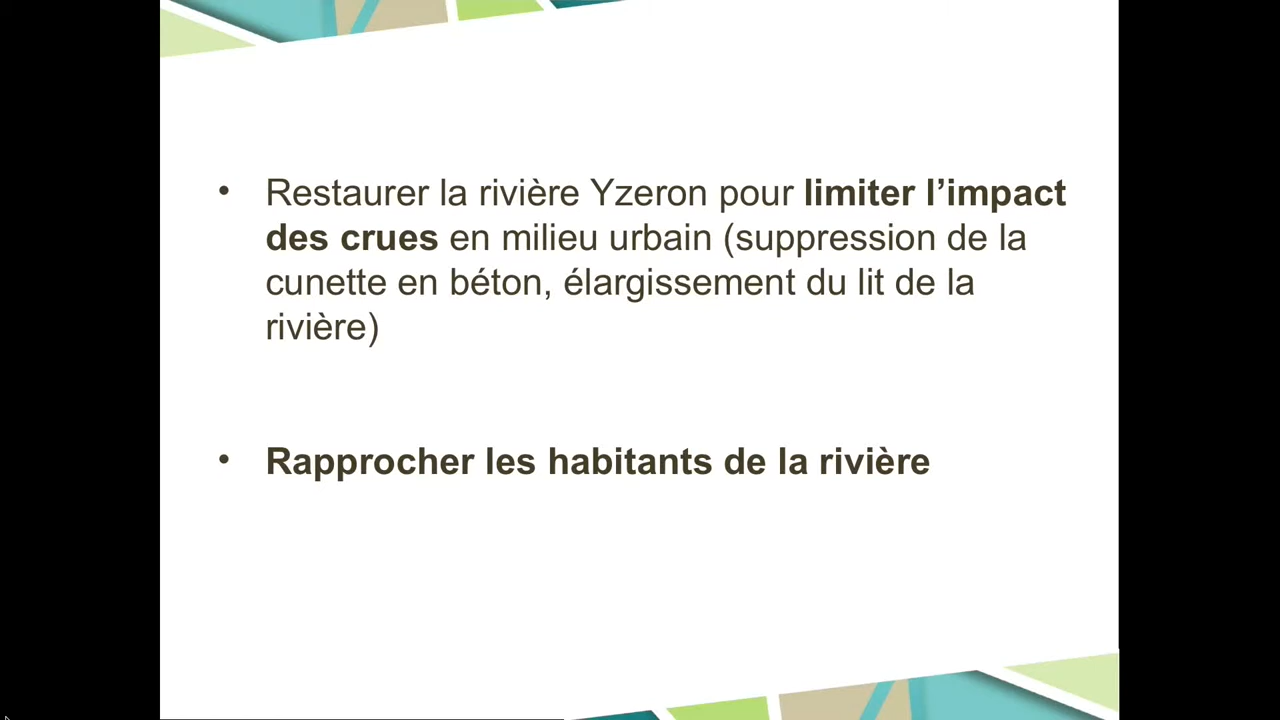 • Restaurer la rivière Yzeron pour limiter l’impact
des crues en milieu urbain (suppression de la
cunette en béton, élargissement du lit de la
rivière)
• Rapprocher les habitants de la rivière